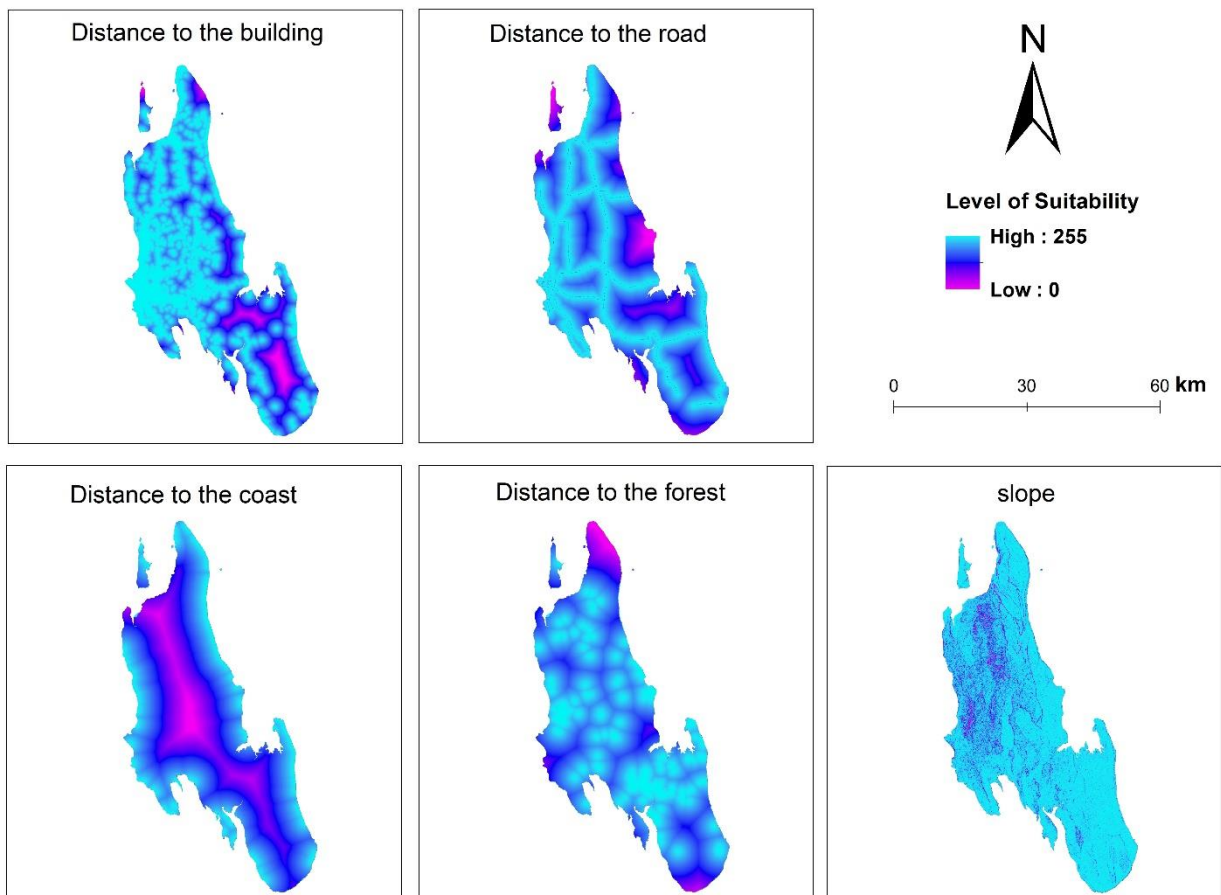 Distance to the building
Distance to the road
N
Level of Suitability
High : 255
Low : 0
0 30 60 km
Distance to the coast
Distance to the forest
slope